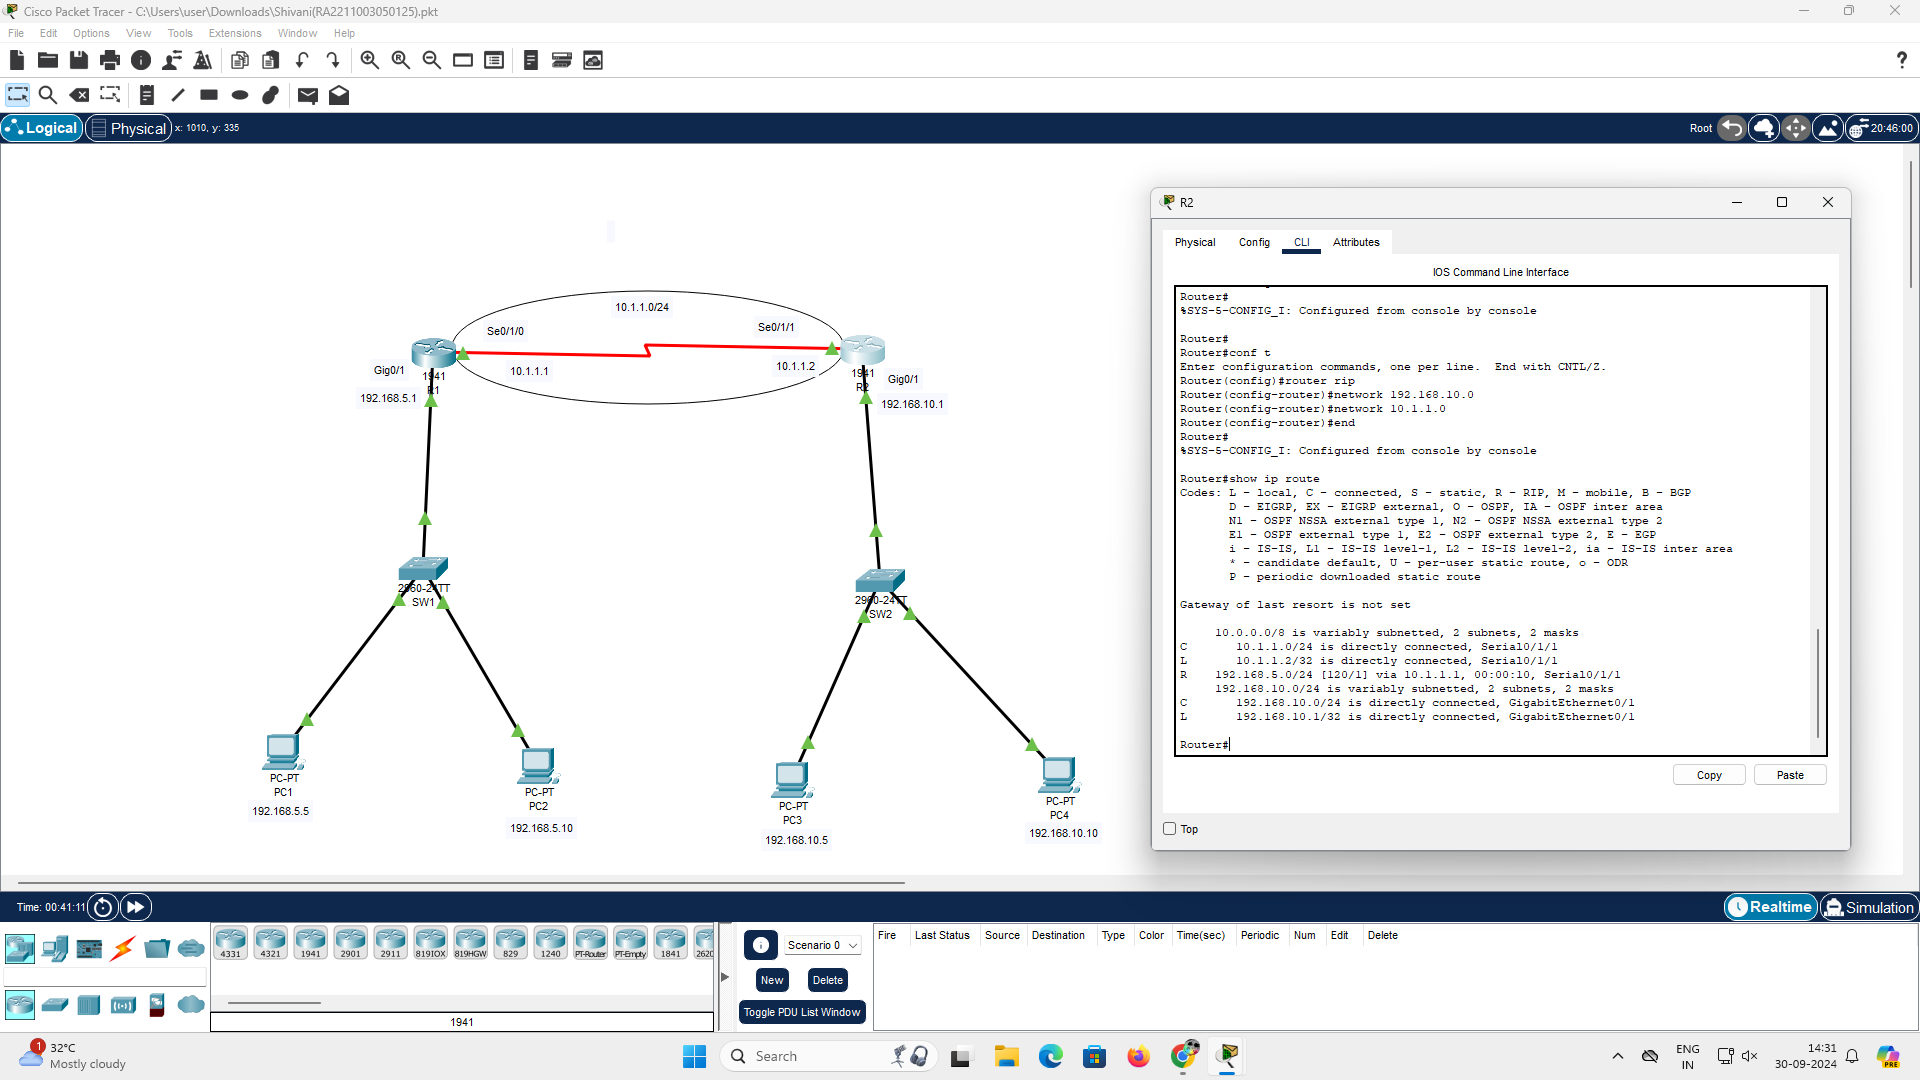 Cisco Packet Tracer - C:\Users\user\Downloads\Shivani(RA2211003050125).pkt
File Edit Options View Tools Extensions Window Help
Logical Physical x: 1010, y: 335 Root 20:46:00
10.1.1.0/24
Se0/1/0
Se0/1/1
10.1.1.1
10.1.1.2
Gig0/1
1941
R1
192.168.5.1
1941
R2
Gig0/1
192.168.10.1
2960-24TT
SW1
2960-24TT
SW2
PC-PT
PC1
192.168.5.5
PC-PT
PC2
192.168.5.10
PC-PT
PC3
192.168.10.5
PC-PT
PC4
192.168.10.10
R2
Physical Config CLI Attributes
IOS Command Line Interface
Router#
%SYS-5-CONFIG_I: Configured from console by console
Router#
Router#conf t
Enter configuration commands, one per line.  End with CNTL/Z.
Router(config)#router rip
Router(config-router)#network 192.168.10.0
Router(config-router)#network 10.1.1.0
Router(config-router)#end
Router#
%SYS-5-CONFIG_I: Configured from console by console
Router#show ip route
Codes: L - local, C - connected, S - static, R - RIP, M - mobile, B - BGP
D - EIGRP, EX - EIGRP external, O - OSPF, IA - OSPF inter area
N1 - OSPF NSSA external type 1, N2 - OSPF NSSA external type 2
E1 - OSPF external type 1, E2 - OSPF external type 2, E - EGP
i - IS-IS, L1 - IS-IS level-1, L2 - IS-IS level-2, ia - IS-IS inter area
* - candidate default, U - per-user static route, o - ODR
P - periodic downloaded static route
Gateway of last resort is not set
10.0.0.0/8 is variably subnetted, 2 subnets, 2 masks
C 10.1.1.0/24 is directly connected, Serial0/1/1
L 10.1.1.2/32 is directly connected, Serial0/1/1
R 192.168.5.0/24 [120/1] via 10.1.1.1, 00:00:10, Serial0/1/1
192.168.10.0/24 is variably subnetted, 2 subnets, 2 masks
C 192.168.10.0/24 is directly connected, GigabitEthernet0/1
L 192.168.10.1/32 is directly connected, GigabitEthernet0/1
Router#
Copy Paste
Top
Time: 00:41:11 Realtime Simulation
4331 4321 1941 2901 2911 819IOX 819HGW 829 1240 PT-Router PT-Empty 1841 2620
1941
Scenario 0
New Delete
Toggle PDU List Window
Fire Last Status Source Destination Type Color Time(sec) Periodic Num Edit Delete
1
32°C
Mostly cloudy
Search
ENG
IN
14:31
30-09-2024
PRE